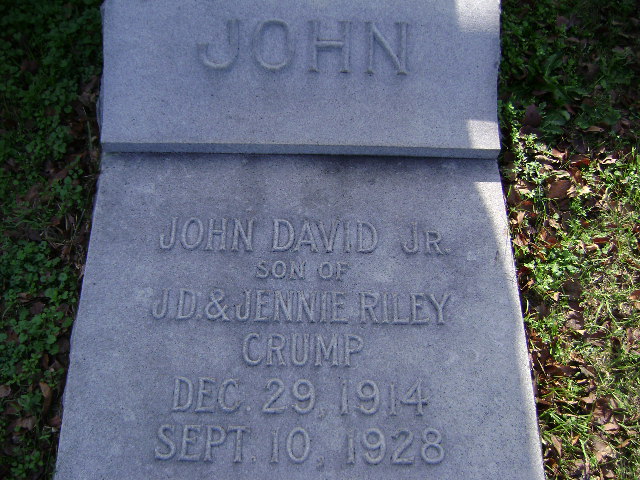 JOHN
JOHN DAVID JR.
SON OF
J.D. & JENNIE RILEY
CRUMP
DEC. 29, 1914
SEPT. 10, 1928